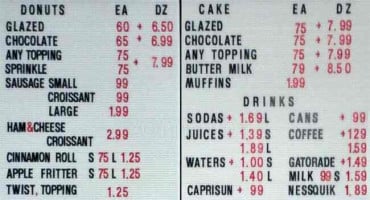 DONUTS EA DZ
GLAZED 60 + 6.50
CHOCOLATE 65 + 6.99
ANY TOPPING 75
SPRINKLE 75 + 7.99
SAUSAGE SMALL 99
CROISSANT 99
LARGE 1.99
HAM&CHEESE
CROISSANT 2.99
CINNAMON ROLL S 75 L 1.25
APPLE FRITTER S 75 L 1.25
TWIST, TOPPING 1.25
CAKE EA DZ
GLAZED 75 + 7.99
CHOCOLATE 75 + 7.99
ANY TOPPING 75 + 7.99
BUTTER MILK 79 + 8.50
MUFFINS 1.99
DRINKS
SODAS + 1.69 L CANS + 99
JUICES + 1.39 S COFFEE +129
1.89 L 1.59
WATERS + 1.00 S GATORADE +1.49
1.40 L MILK 99 S 1.59
CAPRISUN + 99 NESSQUIK 1.89